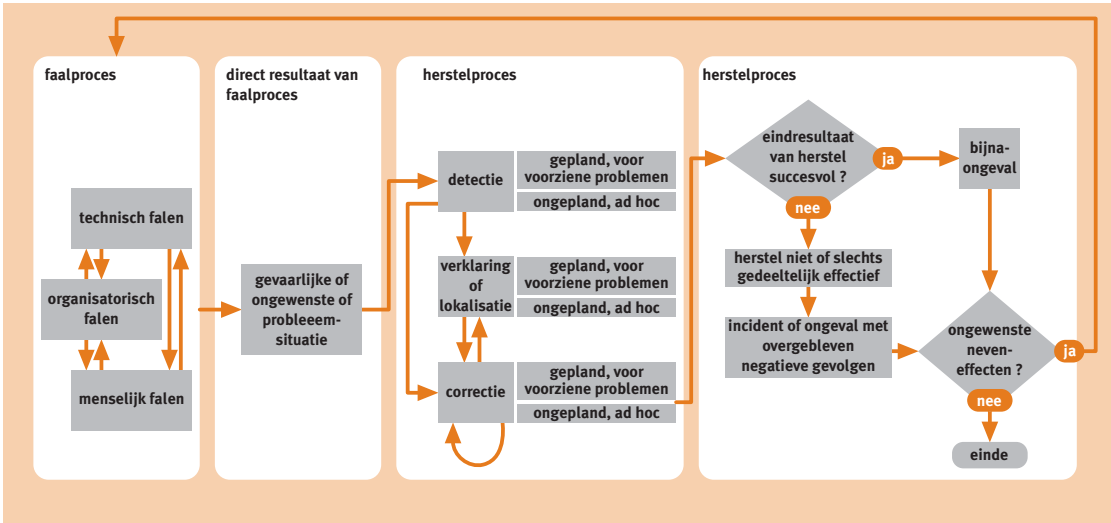 faalproces
technisch falen
organisatorisch
falen
menselijk falen
direct resultaat van
faalproces
gevaarlijke of
ongewenste of
probleeem-
situatie
herstelproces
detectie
gepland, voor
voorziene problemen
ongepland, ad hoc
verklaring
of
lokalisatie
gepland, voor
voorziene problemen
ongepland, ad hoc
correctie
gepland, voor
voorziene problemen
ongepland, ad hoc
herstelproces
eindresultaat
van herstel
succesvol ?
ja
bijna-
ongeval
nee
herstel niet of slechts
gedeeltelijk effectief
incident of ongeval met
overgebleven
negatieve gevolgen
ongewenste
neven-
effecten ?
ja
nee
einde